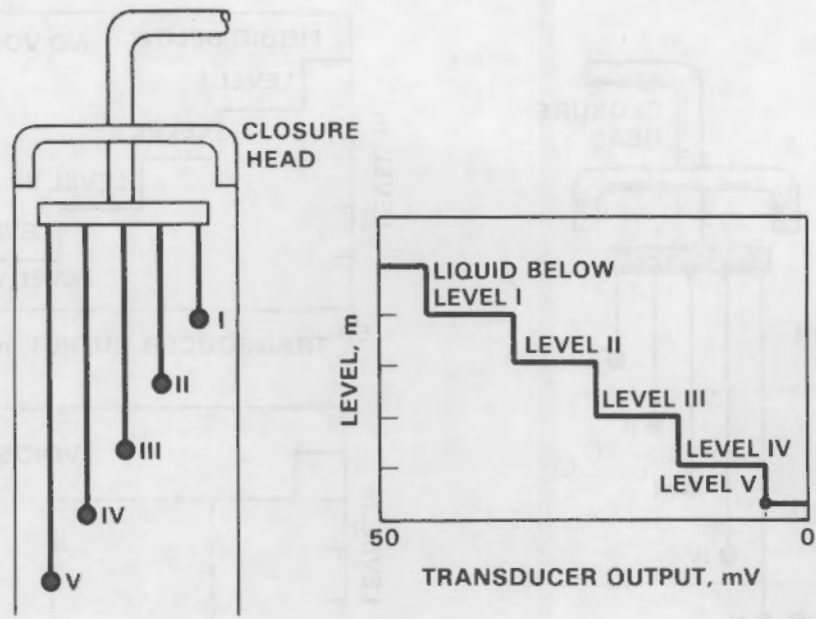 CLOSURE
HEAD
I
II
III
IV
V
LIQUID BELOW
LEVEL I
LEVEL II
LEVEL III
LEVEL IV
LEVEL V
LEVEL, m
50
0
TRANSDUCER OUTPUT, mV